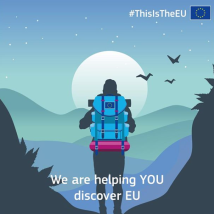 #ThisIsTheEU
We are helping YOU
discover EU